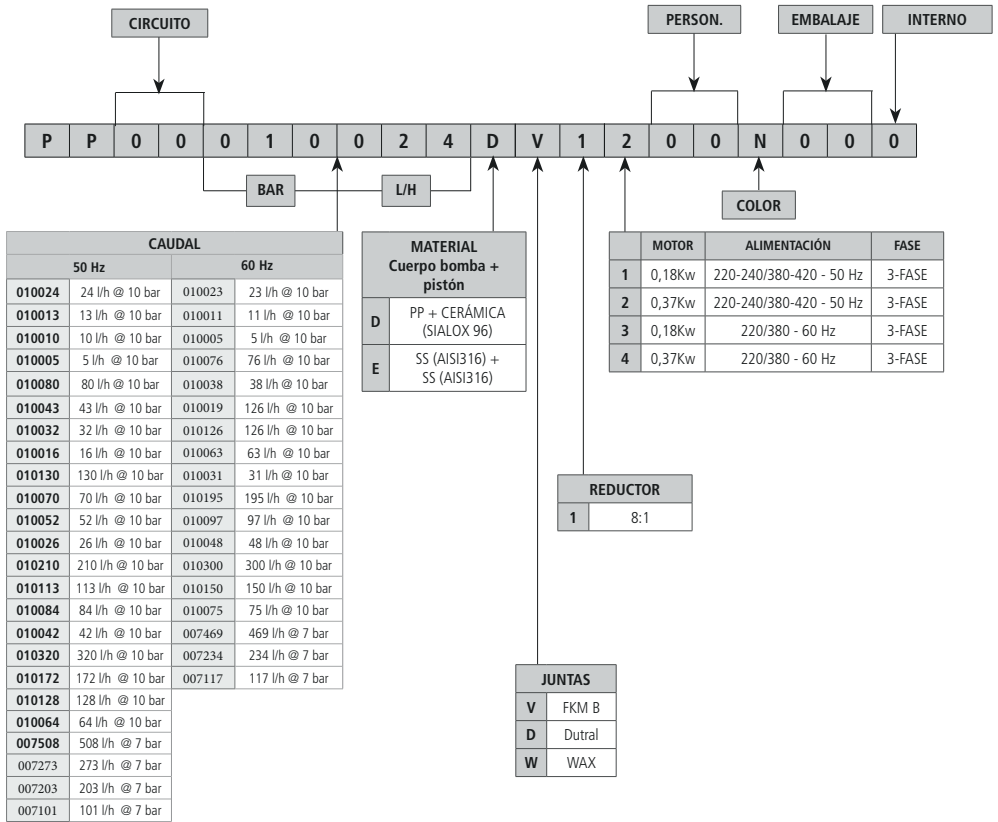 CIRCUITO PERSON. EMBALAJE INTERNO
P P 0 0 0 1 0 0 2 4 D V 1 2 0 0 N 0 0 0
BAR L/H
COLOR
CAUDAL
50 Hz 60 Hz
010024 24 l/h @ 10 bar 010023 23 l/h @ 10 bar
010013 13 l/h @ 10 bar 010011 11 l/h @ 10 bar
010010 10 l/h @ 10 bar 010005 5 l/h @ 10 bar
010005 5 l/h @ 10 bar 010076 76 l/h @ 10 bar
010080 80 l/h @ 10 bar 010038 38 l/h @ 10 bar
010043 43 l/h @ 10 bar 010019 126 l/h @ 10 bar
010032 32 l/h @ 10 bar 010126 126 l/h @ 10 bar
010016 16 l/h @ 10 bar 010063 63 l/h @ 10 bar
010130 130 l/h @ 10 bar 010031 31 l/h @ 10 bar
010070 70 l/h @ 10 bar 010195 195 l/h @ 10 bar
010052 52 l/h @ 10 bar 010097 97 l/h @ 10 bar
010026 26 l/h @ 10 bar 010048 48 l/h @ 10 bar
010210 210 l/h @ 10 bar 010300 300 l/h @ 10 bar
010113 113 l/h @ 10 bar 010150 150 l/h @ 10 bar
010084 84 l/h @ 10 bar 010075 75 l/h @ 10 bar
010042 42 l/h @ 10 bar 007469 469 l/h @ 7 bar
010320 320 l/h @ 10 bar 007234 234 l/h @ 7 bar
010172 172 l/h @ 10 bar 007117 117 l/h @ 7 bar
010128 128 l/h @ 10 bar
010064 64 l/h @ 10 bar
007508 508 l/h @ 7 bar
007273 273 l/h @ 7 bar
007203 203 l/h @ 7 bar
007101 101 l/h @ 7 bar
MATERIAL
Cuerpo bomba +
pistón
D PP + CERÁMICA
(SIALOX 96)
E SS (AISI316) +
SS (AISI316)
MOTOR ALIMENTACIÓN FASE
1 0,18Kw 220-240/380-420 - 50 Hz 3-FASE
2 0,37Kw 220-240/380-420 - 50 Hz 3-FASE
3 0,18Kw 220/380 - 60 Hz 3-FASE
4 0,37Kw 220/380 - 60 Hz 3-FASE
REDUCTOR
1 8:1
JUNTAS
V FKM B
D Dutral
W WAX